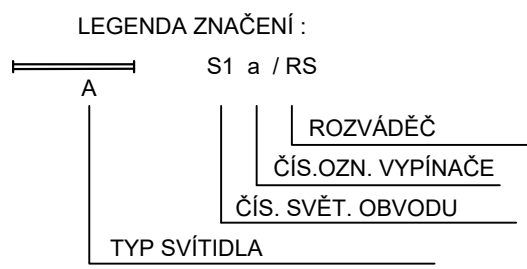 LEGENDA ZNAČENÍ :
S1 a / RS
A
ROZVÁDĚČ
ČÍS.OZN. VYPÍNAČE
ČÍS. SVĚT. OBVODU
TYP SVÍTIDLA